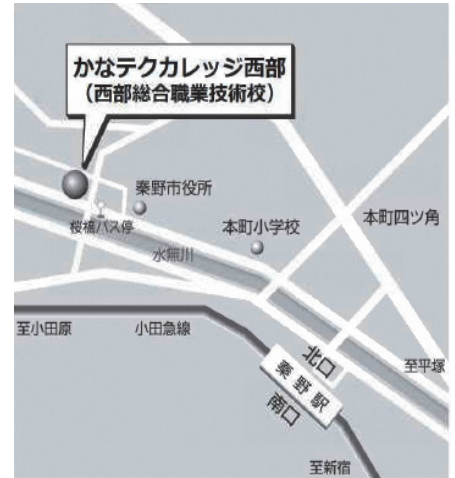 かなテクカレッジ西部
（西部総合職業技術校）
秦野市役所
桜橋バス停
本町小学校
本町四ツ角
水無川
至小田原
小田急線
北口
至平塚
秦野駅
南口
至新宿